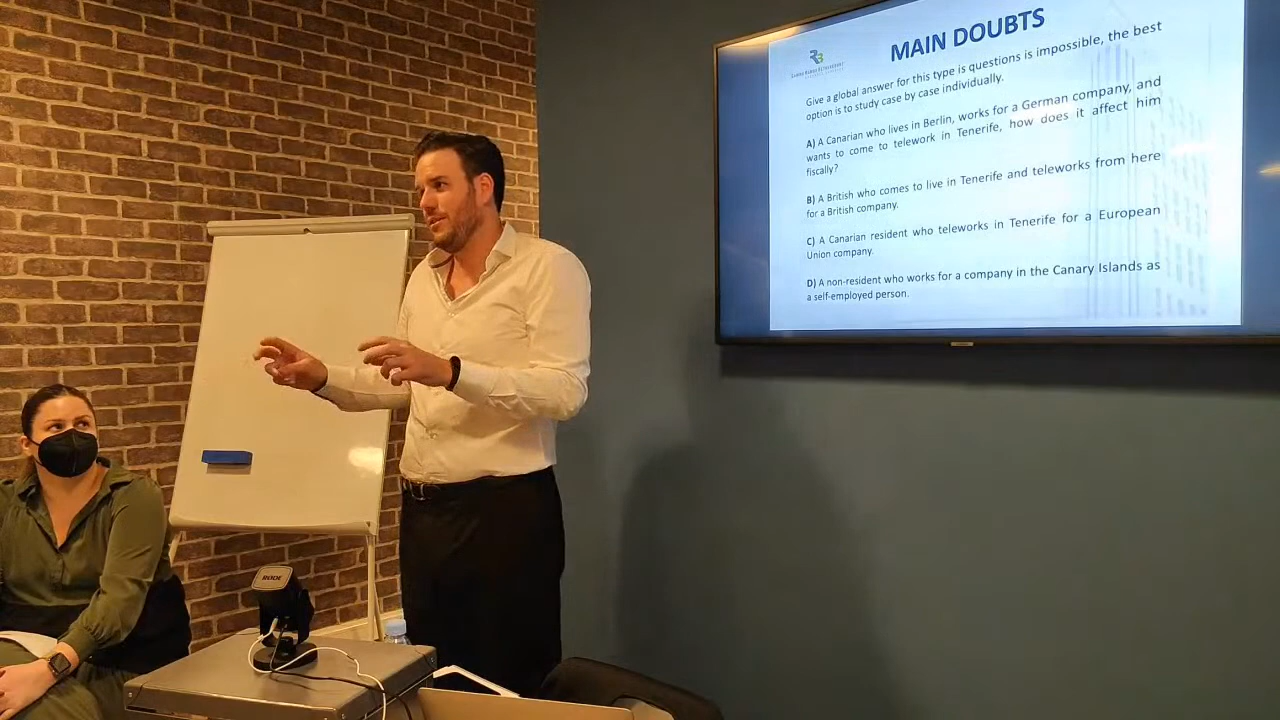 MAIN DOUBTS
Give a global answer for this type is questions is impossible, the best
option is to study case by case individually.
A) A Canarian who lives in Berlin, works for a German company, and
wants to come to telework in Tenerife, how does it affect him
fiscally?
B) A British who comes to live in Tenerife and teleworks from here
for a British company.
C) A Canarian resident who teleworks in Tenerife for a European
Union company.
D) A non-resident who works for a company in the Canary Islands as
a self-employed person.
RODE